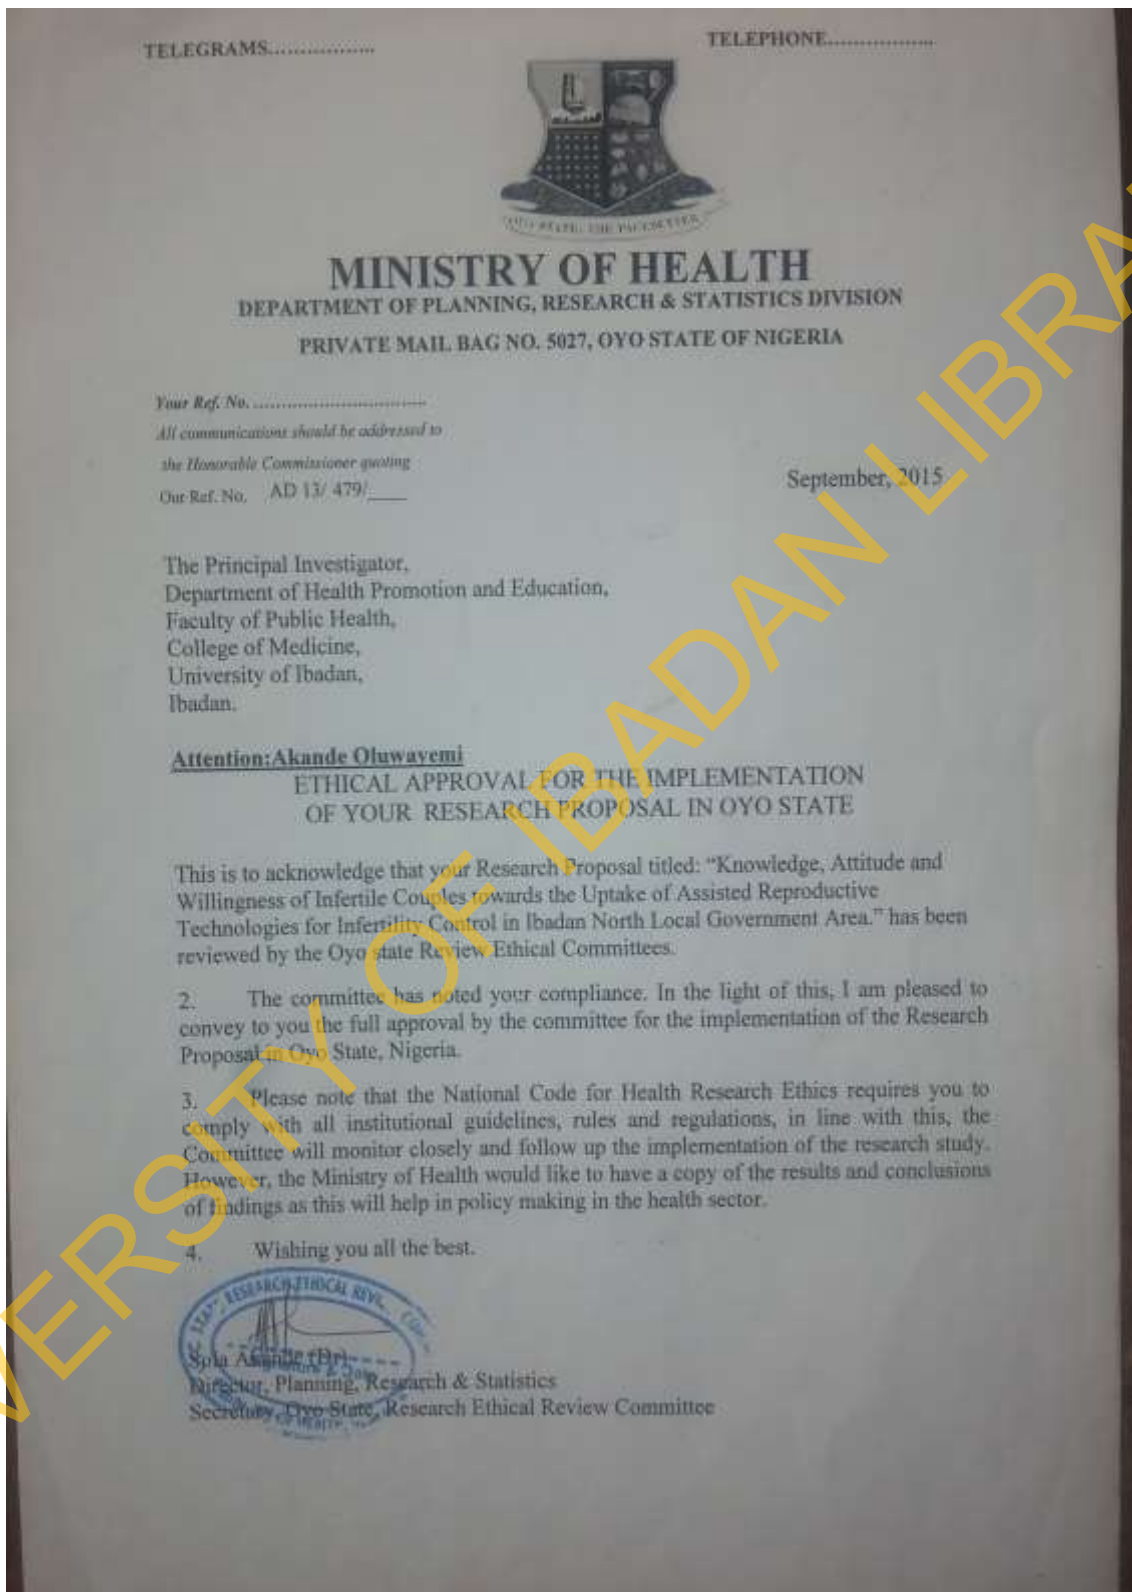 TELEGRAMS..................
TELEPHONE..................
OYO STATE, THE PACESETTER
MINISTRY OF HEALTH
DEPARTMENT OF PLANNING, RESEARCH & STATISTICS DIVISION
PRIVATE MAIL BAG NO. 5027, OYO STATE OF NIGERIA
Your Ref. No. ..................................
All communications should be addressed to
the Honorable Commissioner quoting
Our Ref. No. AD 13/ 479/____
September, 2015
The Principal Investigator,
Department of Health Promotion and Education,
Faculty of Public Health,
College of Medicine,
University of Ibadan,
Ibadan.
Attention: Akande Oluwayemi
ETHICAL APPROVAL FOR THE IMPLEMENTATION
OF YOUR RESEARCH PROPOSAL IN OYO STATE
This is to acknowledge that your Research Proposal titled: “Knowledge, Attitude and
Willingness of Infertile Couples towards the Uptake of Assisted Reproductive
Technologies for Infertility Control in Ibadan North Local Government Area.” has been
reviewed by the Oyo state Review Ethical Committees.
2. The committee has noted your compliance. In the light of this, I am pleased to
convey to you the full approval by the committee for the implementation of the Research
Proposal in Oyo State, Nigeria.
3. Please note that the National Code for Health Research Ethics requires you to
comply with all institutional guidelines, rules and regulations, in line with this, the
Committee will monitor closely and follow up the implementation of the research study.
However, the Ministry of Health would like to have a copy of the results and conclusions
of findings as this will help in policy making in the health sector.
4. Wishing you all the best.
RESEARCH ETHICAL
Sola Akande (Dr)
Director, Planning, Research & Statistics
Secretary, Oyo State, Research Ethical Review Committee
VERSITY OF IBADAN LIBRA